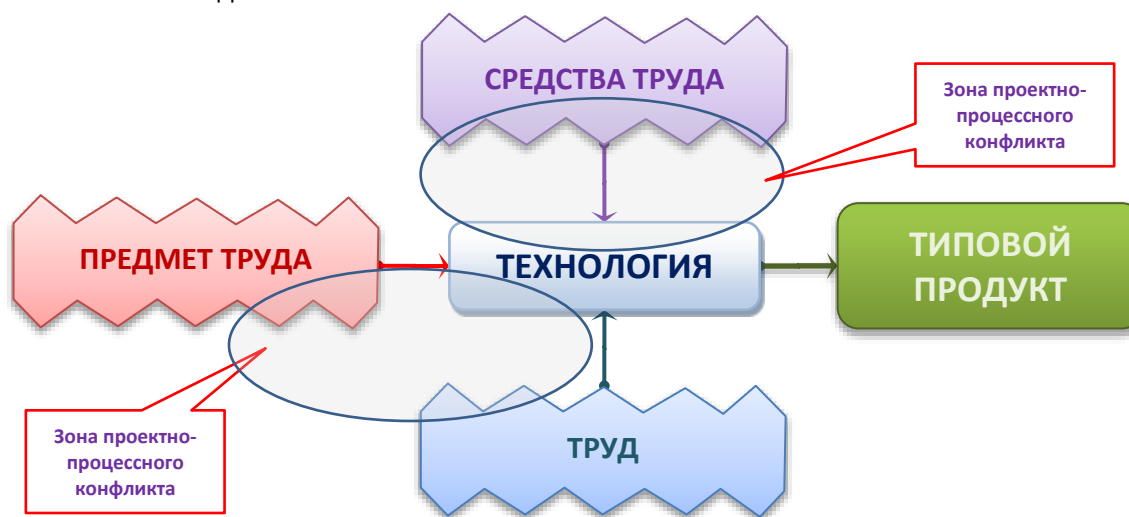 СРЕДСТВА ТРУДА
Зона проектно-
процессного
конфликта
ПРЕДМЕТ ТРУДА
ТЕХНОЛОГИЯ
ТИПОВОЙ
ПРОДУКТ
Зона проектно-
процессного
конфликта
ТРУД